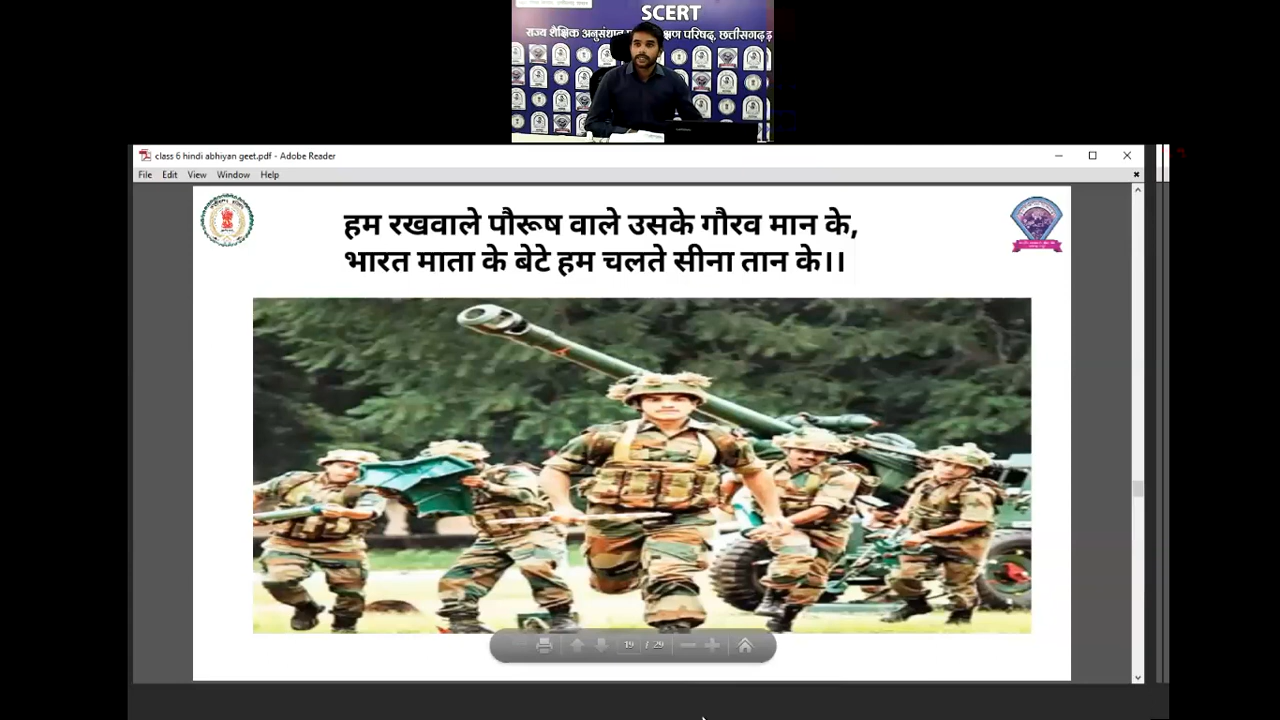 SCERT
राज्य शैक्षिक अनुसंधान क्षण परिषद्, छत्तीसगढ़
class 6 hindi abhiyan geet.pdf - Adobe Reader
File Edit View Window Help
हम रखवाले पौरूष वाले उसके गौरव मान के,
भारत माता के बेटे हम चलते सीना तान के।।
19 / 29